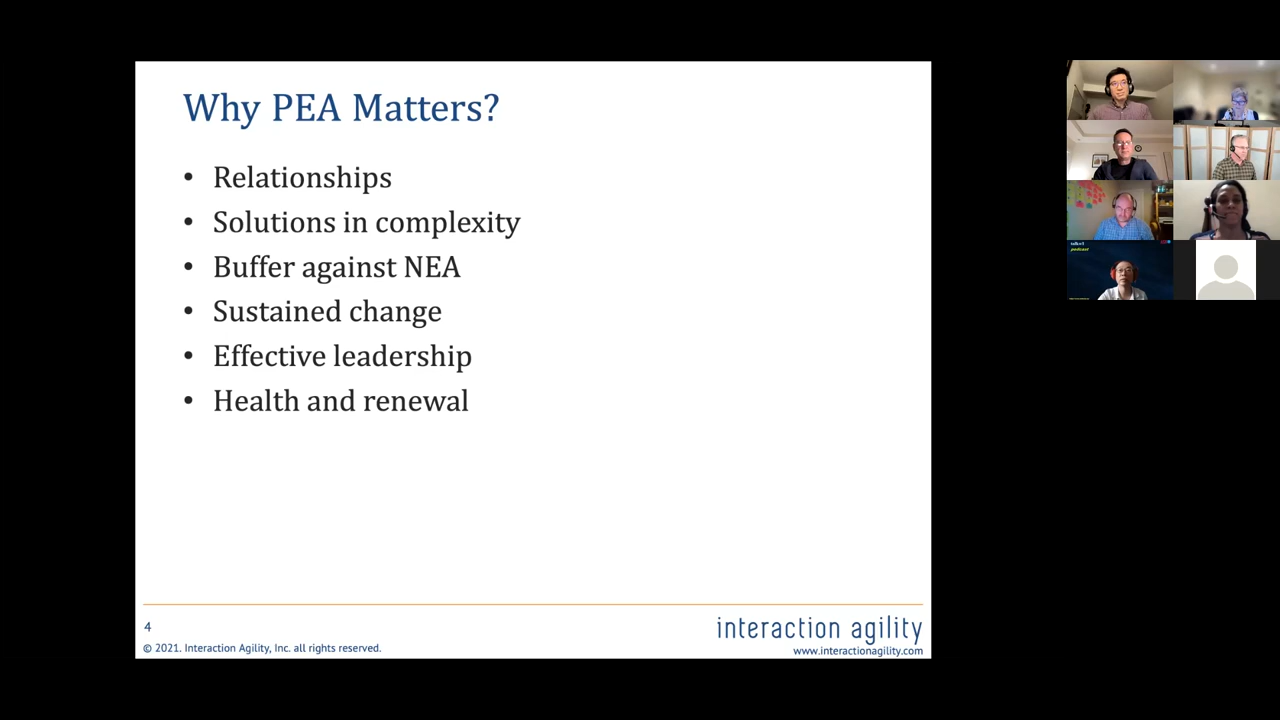 Why PEA Matters?
• Relationships
• Solutions in complexity
• Buffer against NEA
• Sustained change
• Effective leadership
• Health and renewal
4
© 2021. Interaction Agility, Inc. all rights reserved.
interaction agility
www.interactionagility.com
podcast